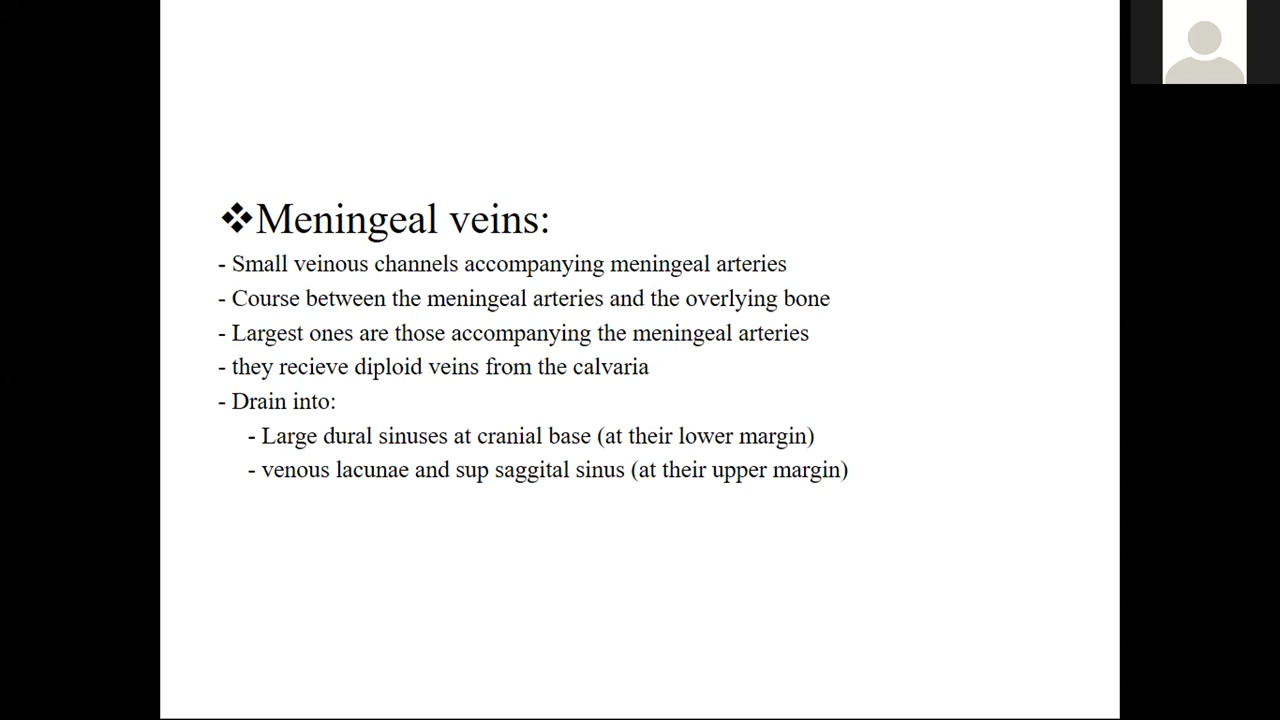 ❖Meningeal veins:
- Small veinous channels accompanying meningeal arteries
- Course between the meningeal arteries and the overlying bone
- Largest ones are those accompanying the meningeal arteries
- they recieve diploid veins from the calvaria
- Drain into:
- Large dural sinuses at cranial base (at their lower margin)
- venous lacunae and sup saggital sinus (at their upper margin)